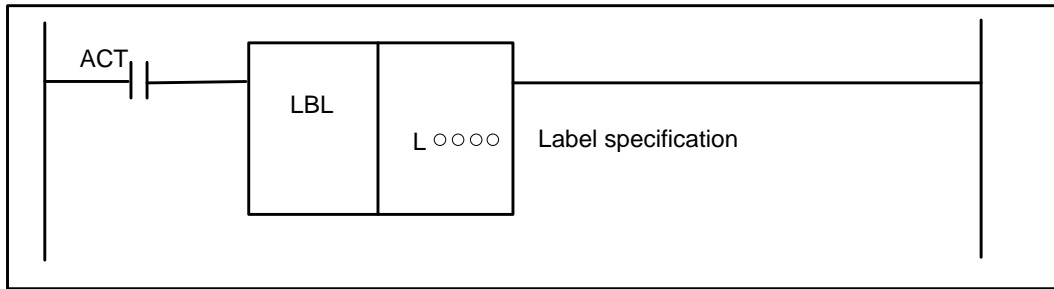 ACT
LBL
L ○○○○ Label specification